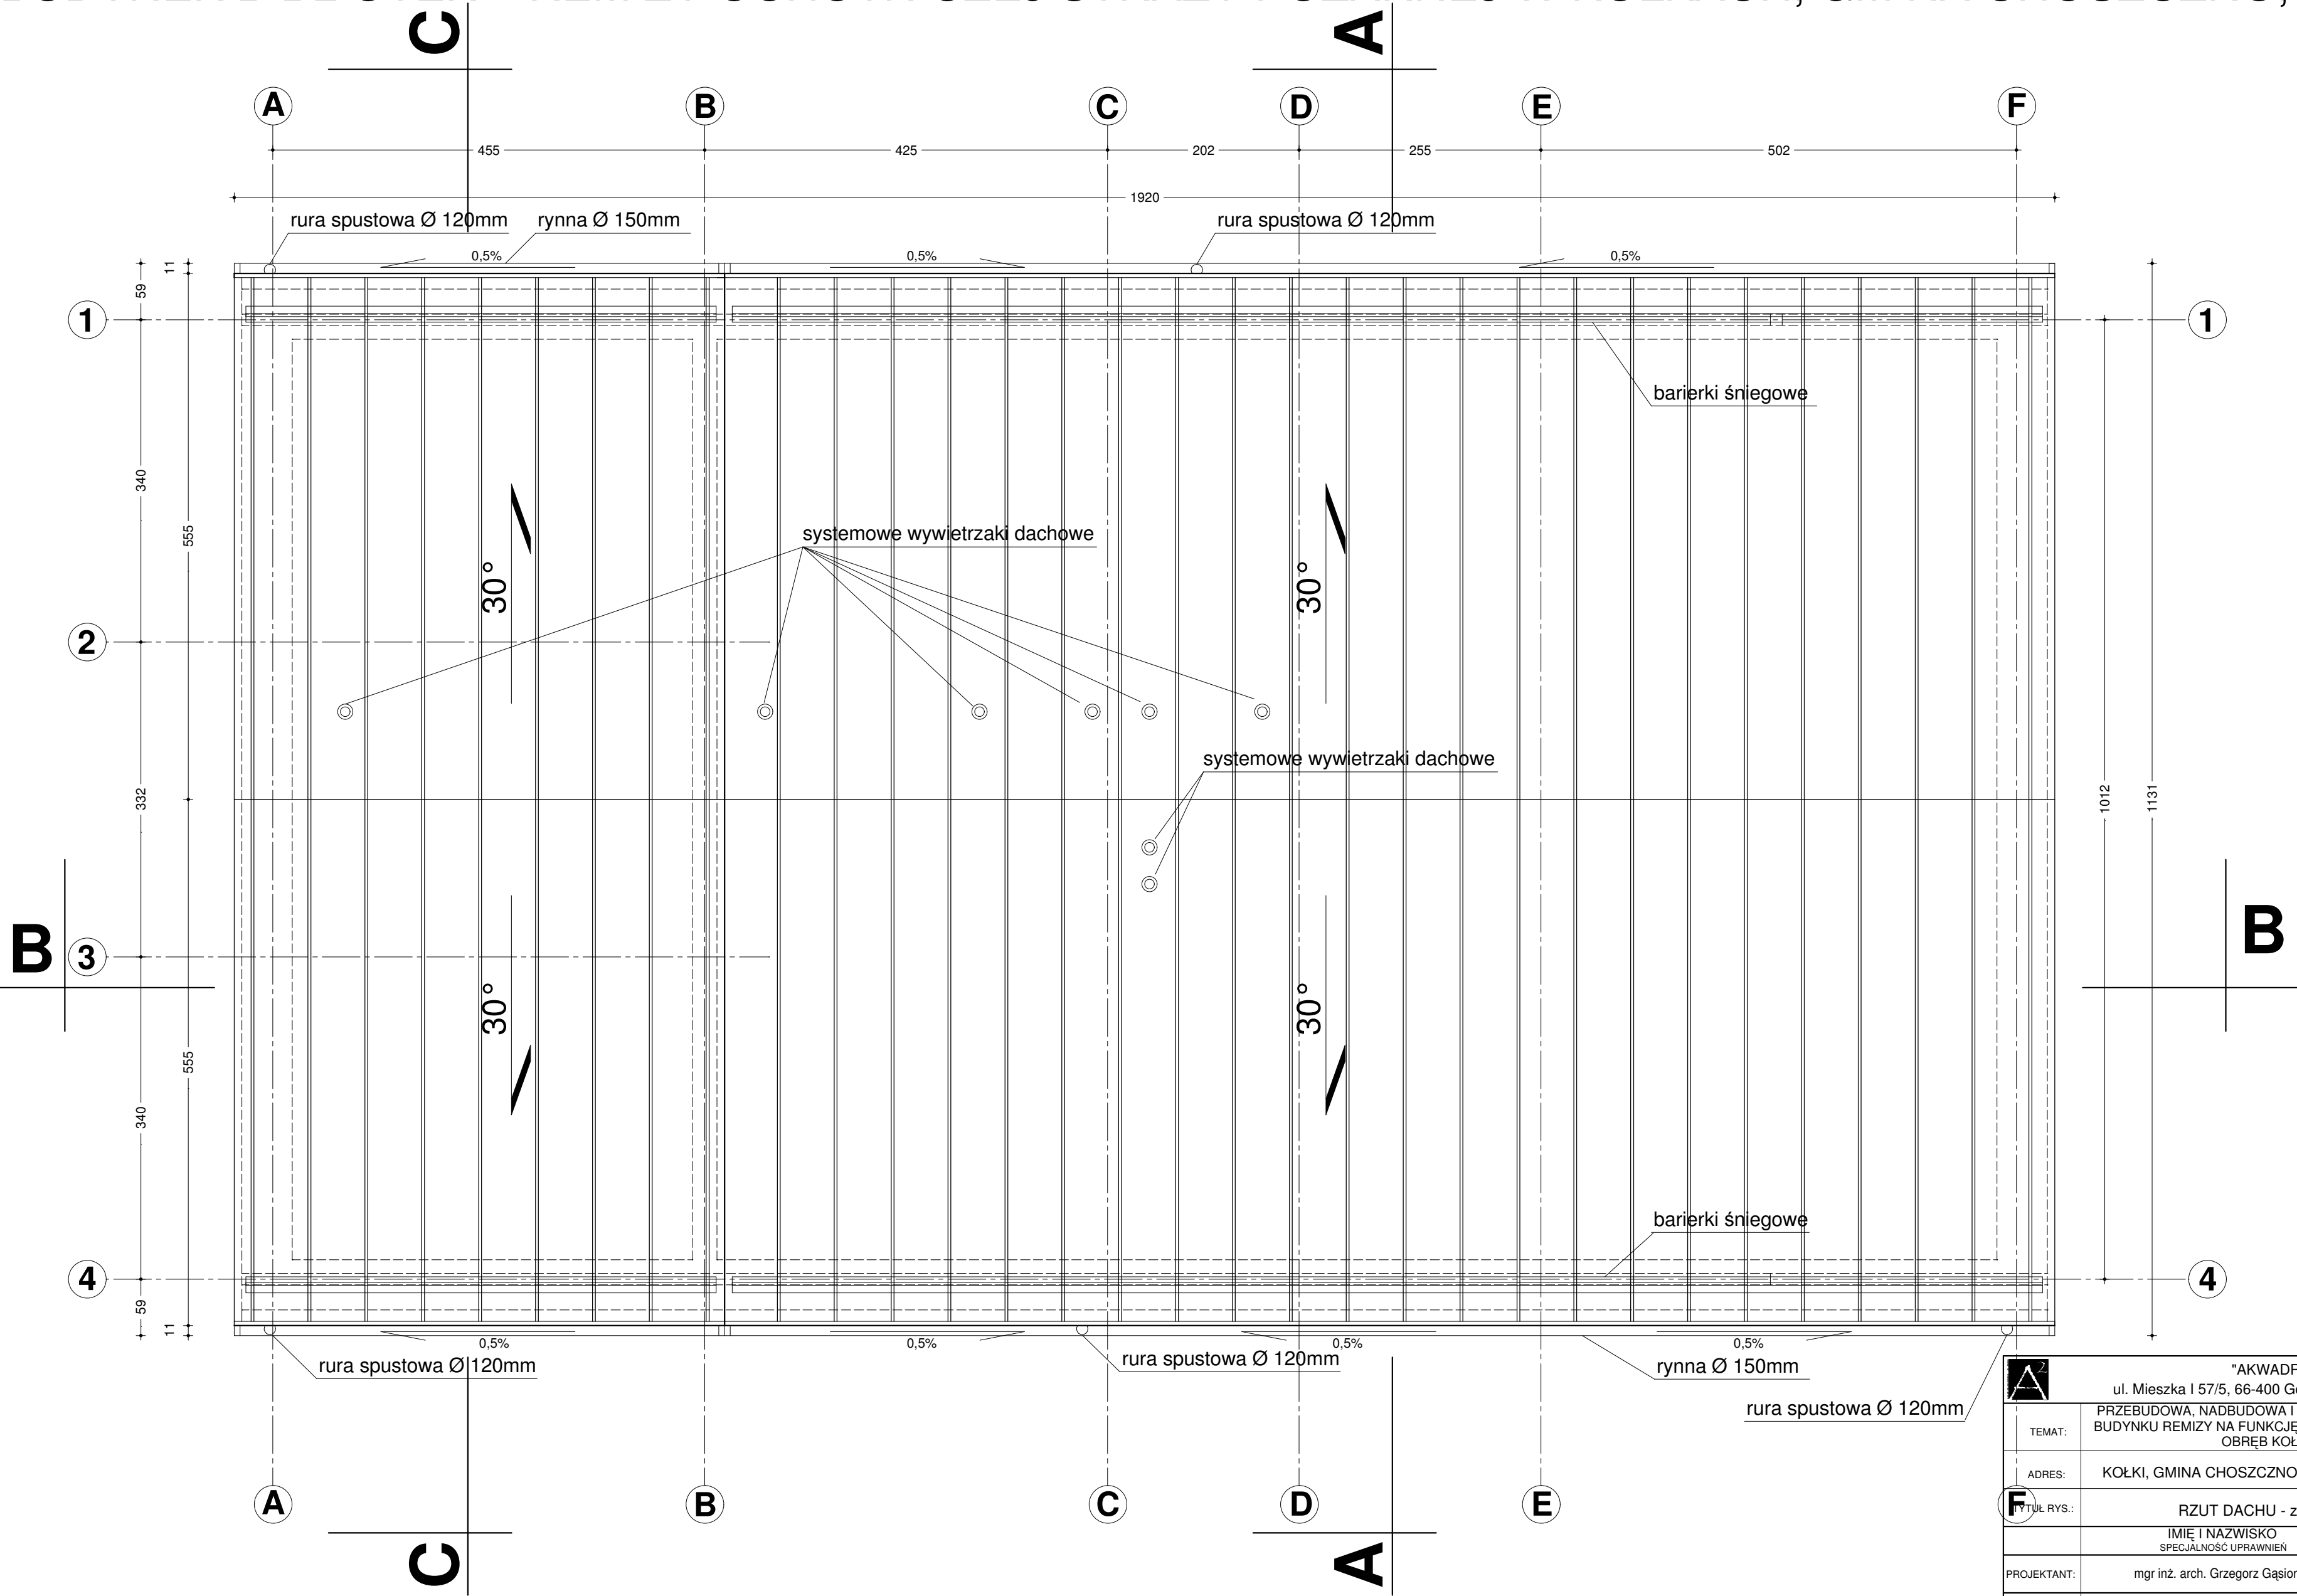 C
A
A
B
C
D
E
F
455
425
202
255
502
1920
rura spustowa Ø 120mm
rynna Ø 150mm
rura spustowa Ø 120mm
0,5%
0,5%
0,5%
11
59
1
1
barierki śniegowe
340
555
systemowe wywietrzaki dachowe
30°
30°
2
systemowe wywietrzaki dachowe
332
1012
1131
B
3
B
30°
30°
555
340
barierki śniegowe
4
4
59
11
0,5%
0,5%
0,5%
0,5%
rura spustowa Ø 120mm
rura spustowa Ø 120mm
rynna Ø 150mm
rura spustowa Ø 120mm
A
B
C
D
E
F
C
A
A2
"AKWADR
ul. Mieszka I 57/5, 66-400 G
TEMAT:
PRZEBUDOWA, NADBUDOWA I
BUDYNKU REMIZY NA FUNKCJĘ
OBRĘB KOŁ
ADRES:
KOŁKI, GMINA CHOSZCZNO
TYTUŁ RYS.:
RZUT DACHU - z
IMIĘ I NAZWISKO
SPECJALNOŚĆ UPRAWNIEŃ
PROJEKTANT:
mgr inż. arch. Grzegorz Gąsior